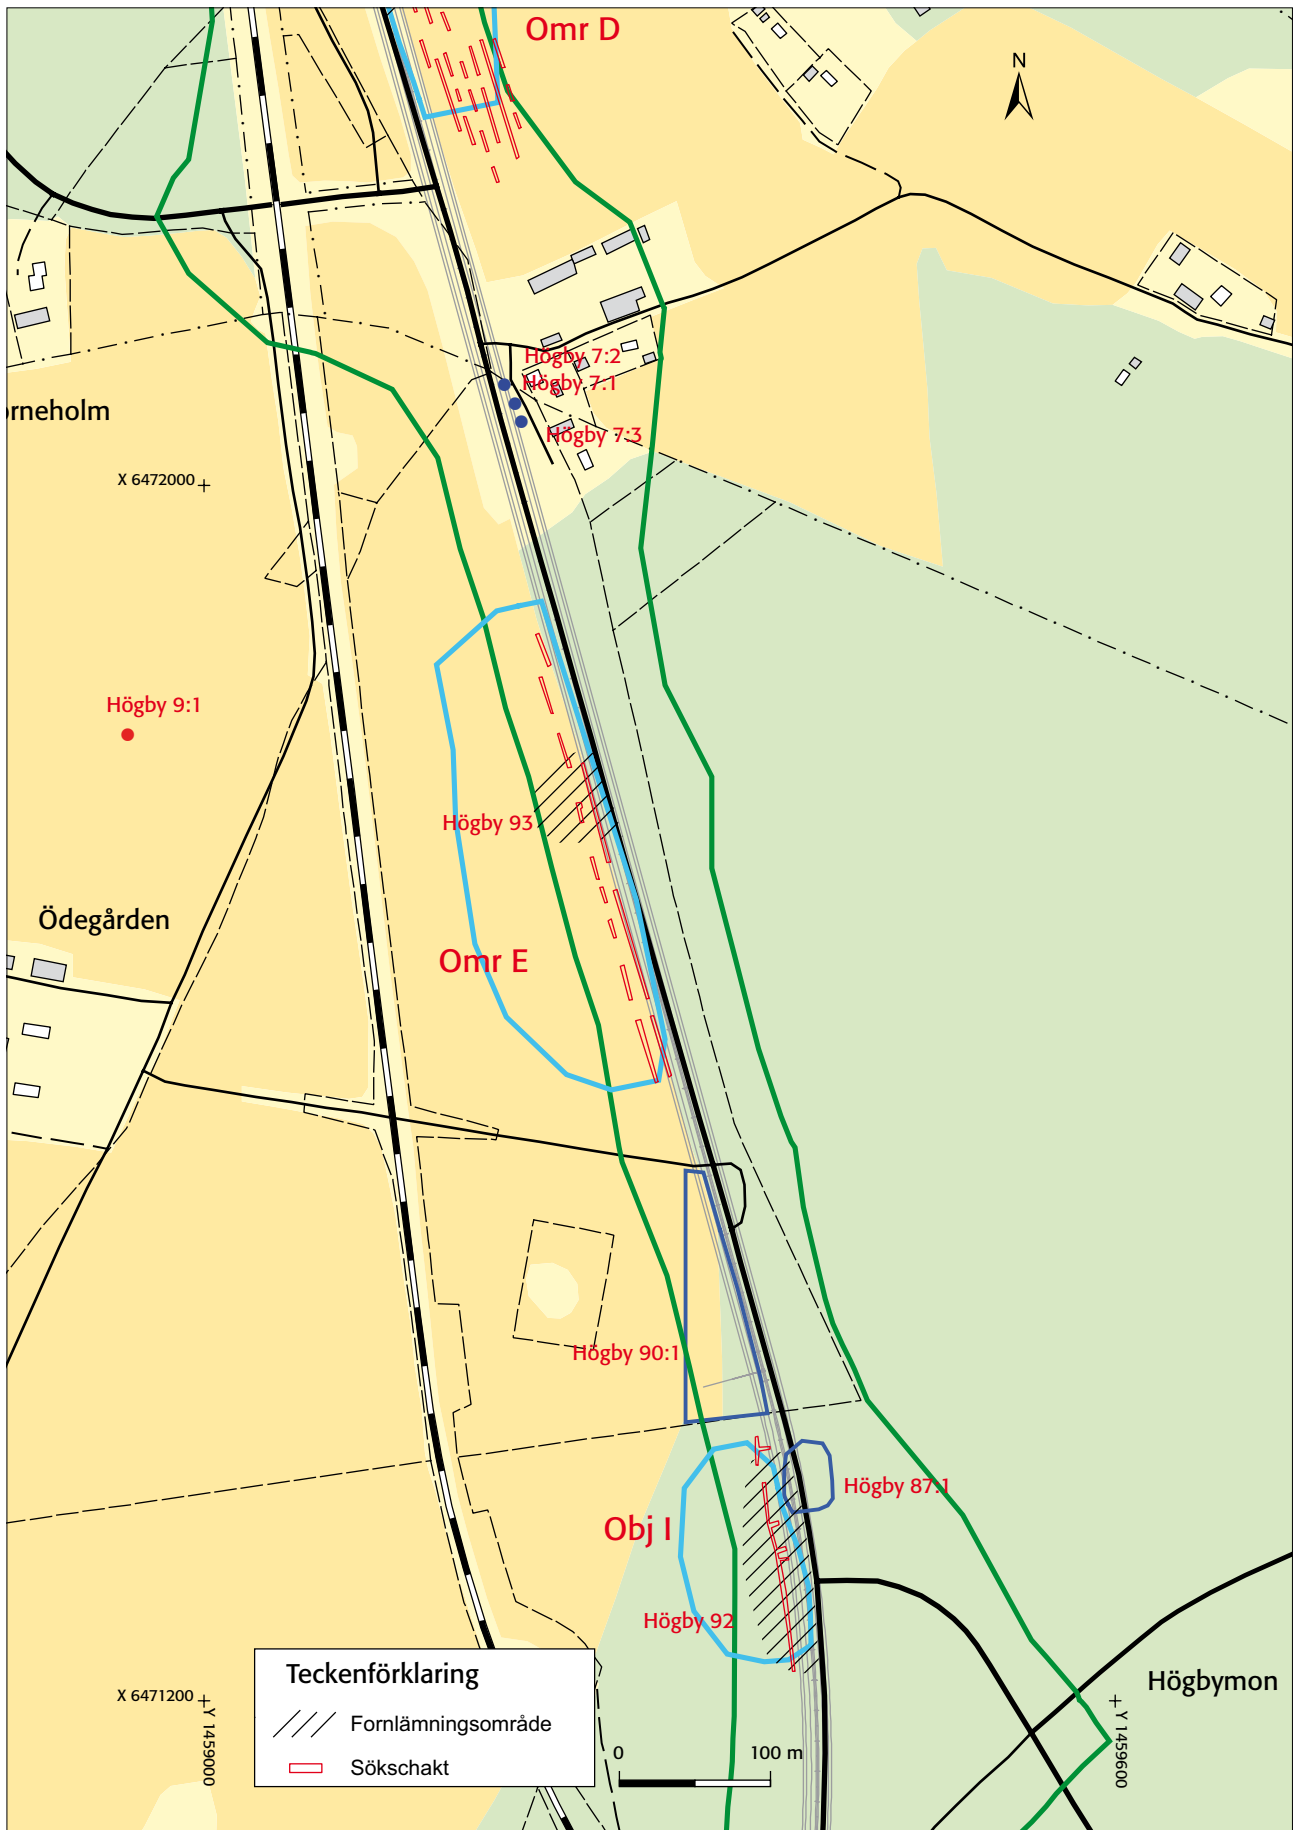 Omr D
N
Högby 7:2
Högby 7:1
Högby 7:3
orneholm
X 6472000
Högby 9:1
Högby 93
Ödegården
Omr E
Högby 90:1
Högby 87:1
Obj I
Högby 92
Högbymon
X 6471200
Y 1459000
Y 1459600
Teckenförklaring
Fornlämningsområde
Sökschakt
0 100 m